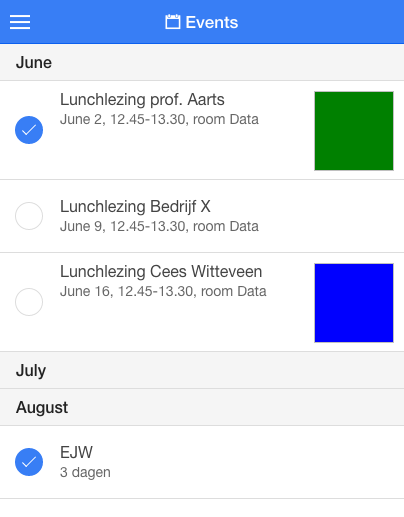 Events
June
Lunchlezing prof. Aarts
June 2, 12.45-13.30, room Data
Lunchlezing Bedrijf X
June 9, 12.45-13.30, room Data
Lunchlezing Cees Witteveen
June 16, 12.45-13.30, room Data
July
August
EJW
3 dagen